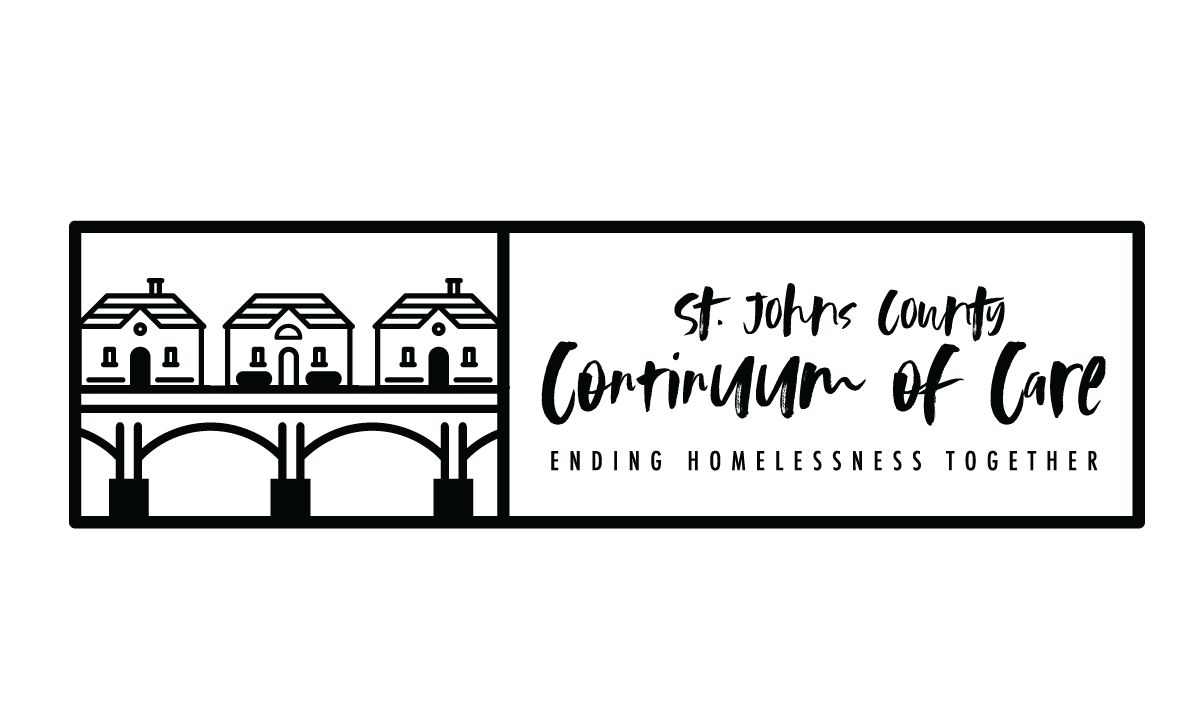 St. Johns County
Continuum of Care
ENDING HOMELESSNESS TOGETHER